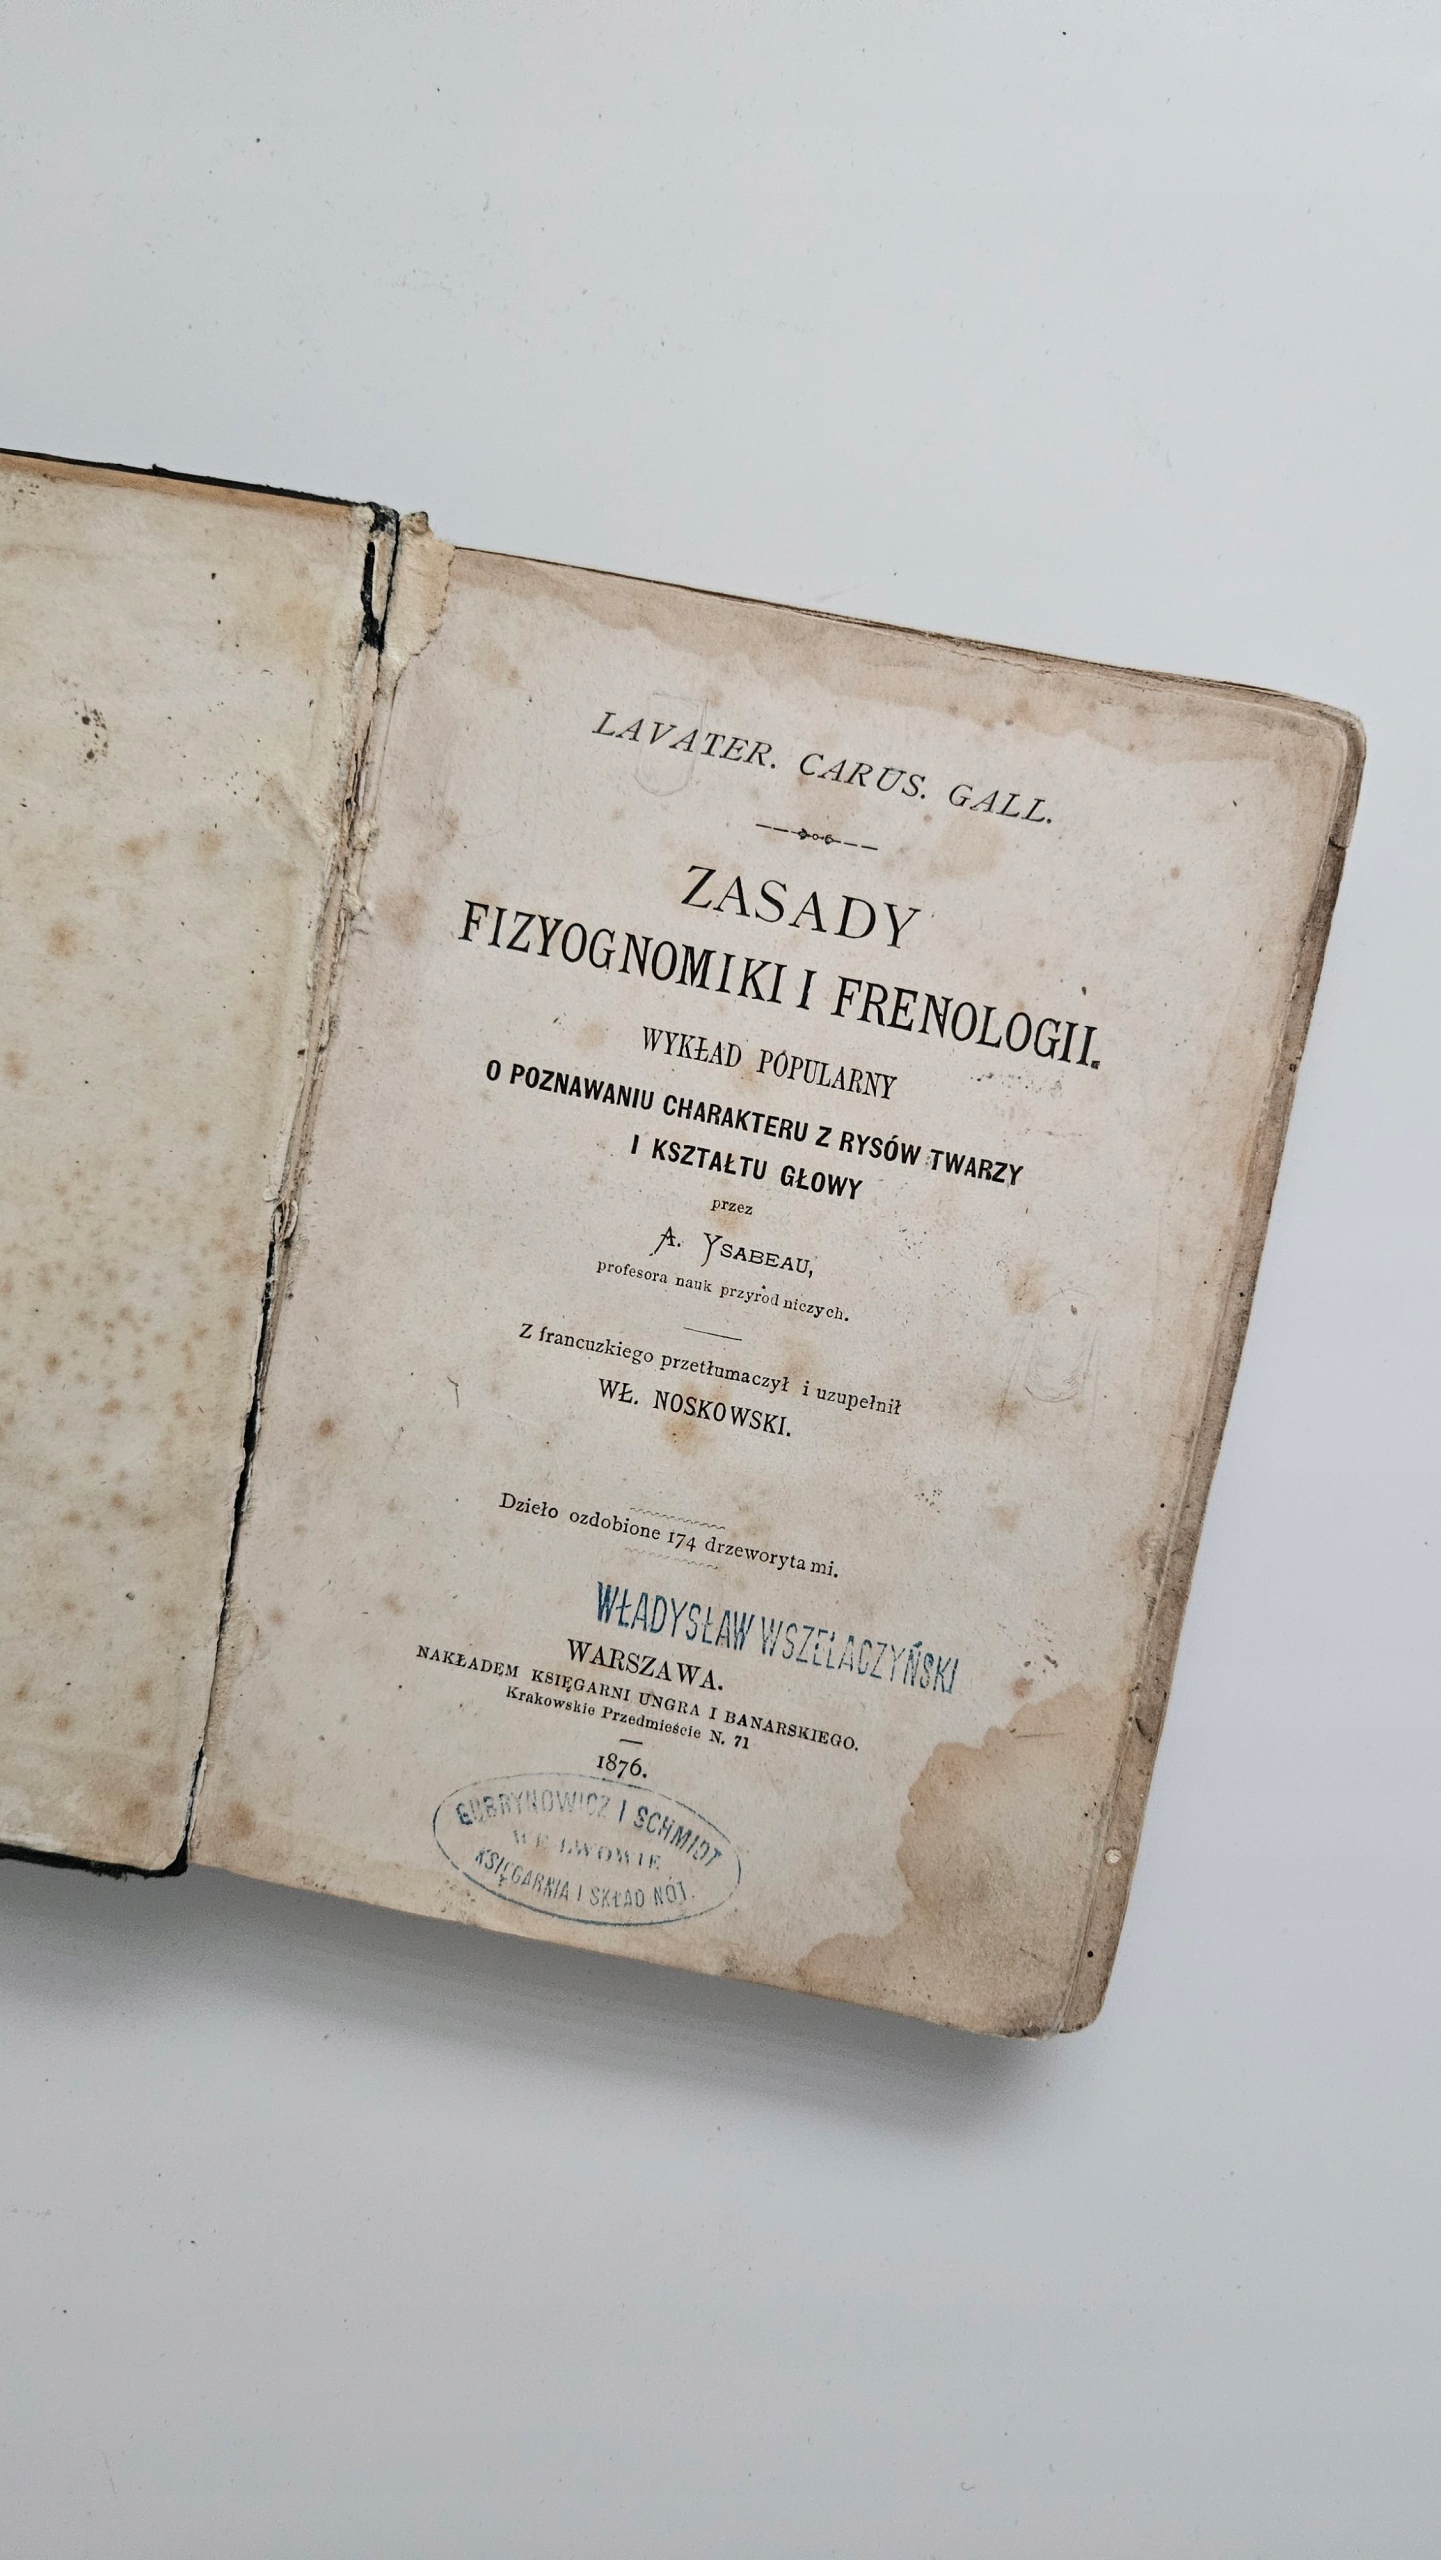 LAVATER. CARUS. GALL.
ZASADY
FIZYOGNOMIKI I FRENOLOGII.
WYKŁAD POPULARNY
O POZNAWANIU CHARAKTERU Z RYSÓW TWARZY
I KSZTAŁTU GŁOWY
przez
A. YSABEAU,
profesora nauk przyrodniczych.
Z francuzkiego przetłumaczył i uzupełnił
WŁ. NOSKOWSKI.
Dzieło ozdobione 174 drzeworytami.
WŁADYSŁAW WSZELACZYŃSKI
WARSZAWA.
NAKŁADEM KSIĘGARNI UNGRA I BANARSKIEGO.
Krakowskie Przedmieście N. 71
1876.
GUBRYNOWICZ I SCHMIDT
WE LWOWIE
KSIĘGARNIA I SKŁAD NÓT.